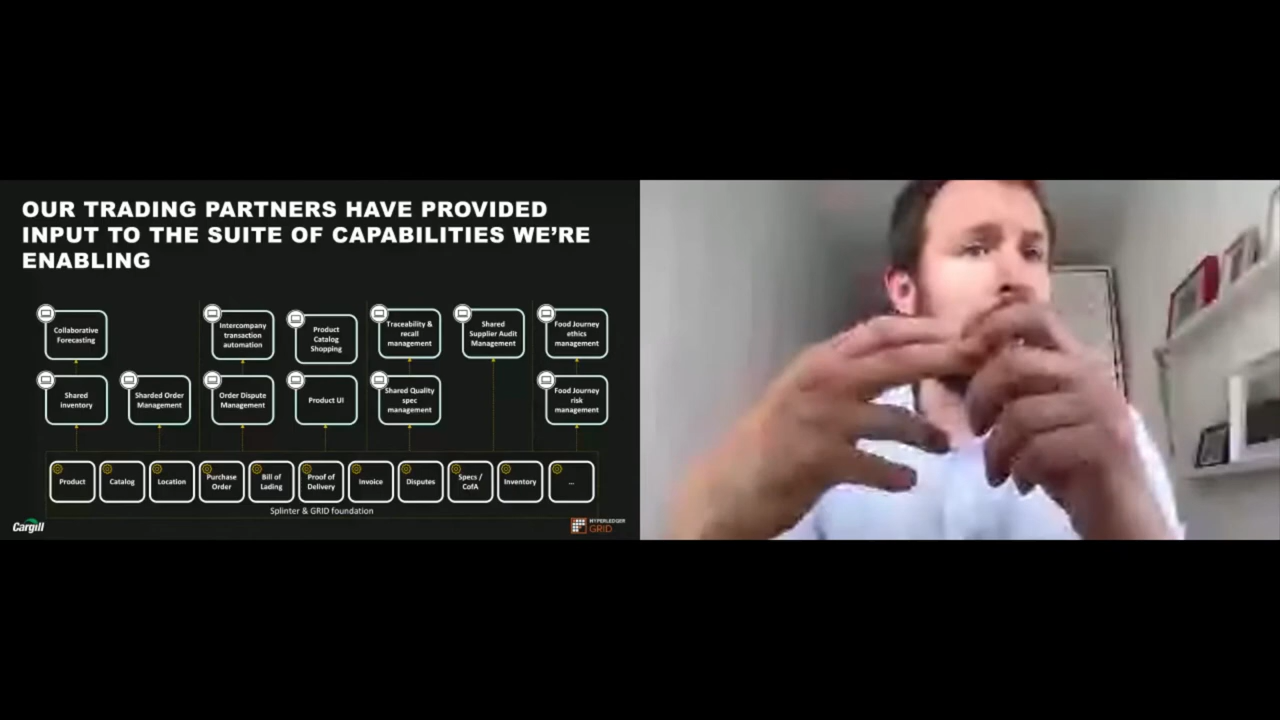 OUR TRADING PARTNERS HAVE PROVIDED
INPUT TO THE SUITE OF CAPABILITIES WE'RE
ENABLING
Collaborative
Forecasting
Intercompany
transaction
automation
Product
Catalog
Shopping
Traceability &
recall
management
Shared
Supplier Audit
Management
Food Journey
ethics
management
Shared
Inventory
Sharded Order
Management
Order Dispute
Management
Product UI
Shared Quality
spec
management
Food Journey
risk
management
Product
Catalog
Location
Purchase
Order
Bill of
Lading
Proof of
Delivery
Invoice
Disputes
Specs /
CofA
Inventory
...
Splinter & GRID foundation
Cargill
HYPERLEDGER
GRID